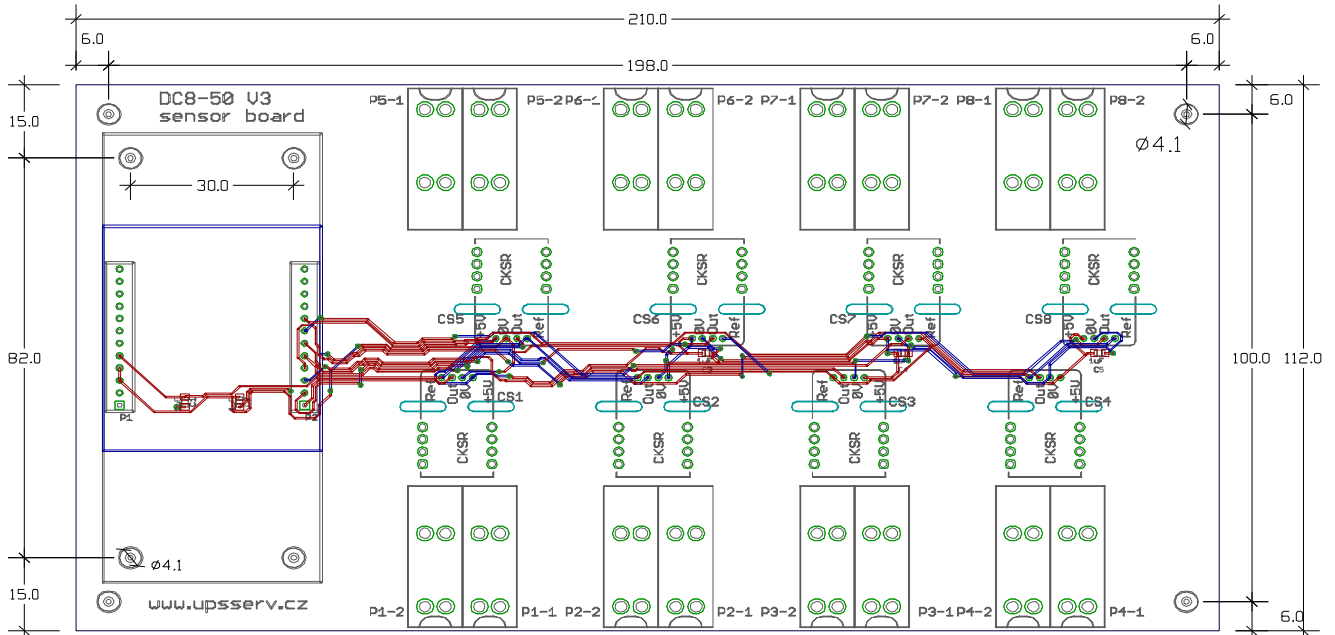 210.0
6.0
6.0
198.0
DC8-50 V3
sensor board
P5-1
P5-2
P6-1
P6-2
P7-1
P7-2
P8-1
P8-2
6.0
15.0
Ø4.1
30.0
CKSR
CKSR
CKSR
CKSR
CS5
+5V
0V
Out
Ref
CS6
+5V
0V
Out
Ref
CS7
+5V
0V
Out
Ref
CS8
+5V
0V
Out
Ref
82.0
100.0
112.0
Ref
Out
0V
+5V
CS1
Ref
Out
0V
+5V
CS2
Ref
Out
0V
+5V
CS3
Ref
Out
0V
+5V
CS4
P1
CKSR
CKSR
CKSR
CKSR
Ø4.1
15.0
www.upsserv.cz
P1-2
P1-1
P2-2
P2-1
P3-2
P3-1
P4-2
P4-1
6.0